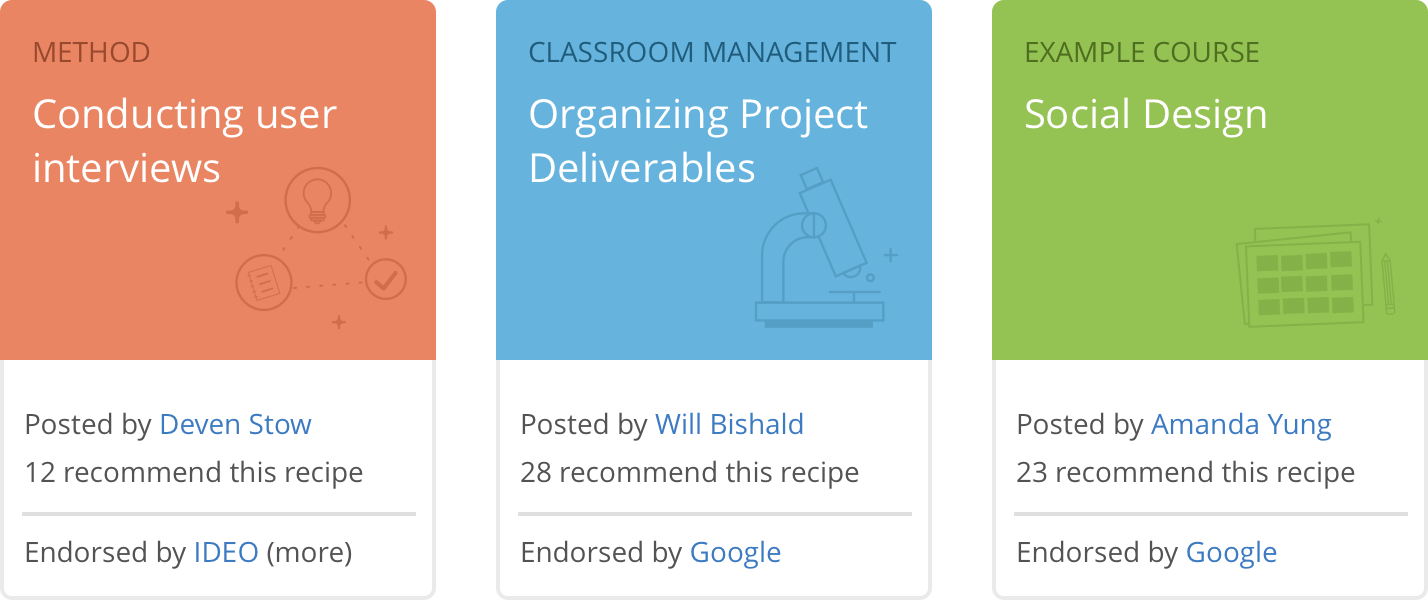 METHOD
Conducting user
interviews
Posted by Deven Stow
12 recommend this recipe
Endorsed by IDEO (more)
CLASSROOM MANAGEMENT
Organizing Project
Deliverables
Posted by Will Bishald
28 recommend this recipe
Endorsed by Google
EXAMPLE COURSE
Social Design
Posted by Amanda Yung
23 recommend this recipe
Endorsed by Google